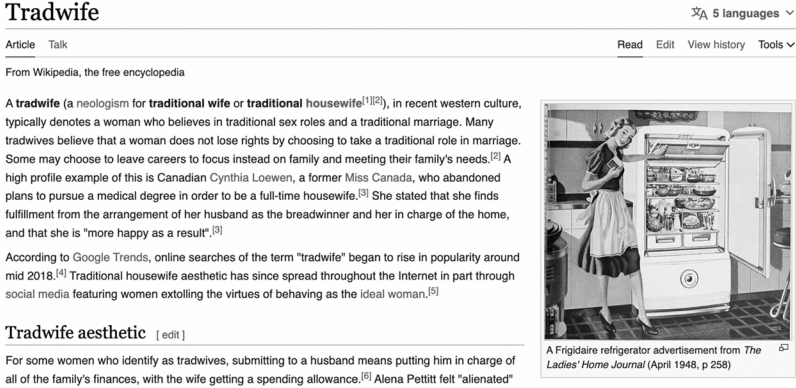 Tradwife
5 languages
Article Talk
Read Edit View history Tools
From Wikipedia, the free encyclopedia
A tradwife (a neologism for traditional wife or traditional housewife[1][2]), in recent western culture,
typically denotes a woman who believes in traditional sex roles and a traditional marriage. Many
tradwives believe that a woman does not lose rights by choosing to take a traditional role in marriage.
Some may choose to leave careers to focus instead on family and meeting their family's needs.[2] A
high profile example of this is Canadian Cynthia Loewen, a former Miss Canada, who abandoned
plans to pursue a medical degree in order to be a full-time housewife.[3] She stated that she finds
fulfillment from the arrangement of her husband as the breadwinner and her in charge of the home,
and that she is "more happy as a result".[3]
According to Google Trends, online searches of the term "tradwife" began to rise in popularity around
mid 2018.[4] Traditional housewife aesthetic has since spread throughout the Internet in part through
social media featuring women extolling the virtues of behaving as the ideal woman.[5]
A Frigidaire refrigerator advertisement from The
Ladies' Home Journal (April 1948, p 258)
Tradwife aesthetic [ edit ]
For some women who identify as tradwives, submitting to a husband means putting him in charge of
all of the family's finances, with the wife getting a spending allowance.[6] Alena Pettitt felt "alienated"